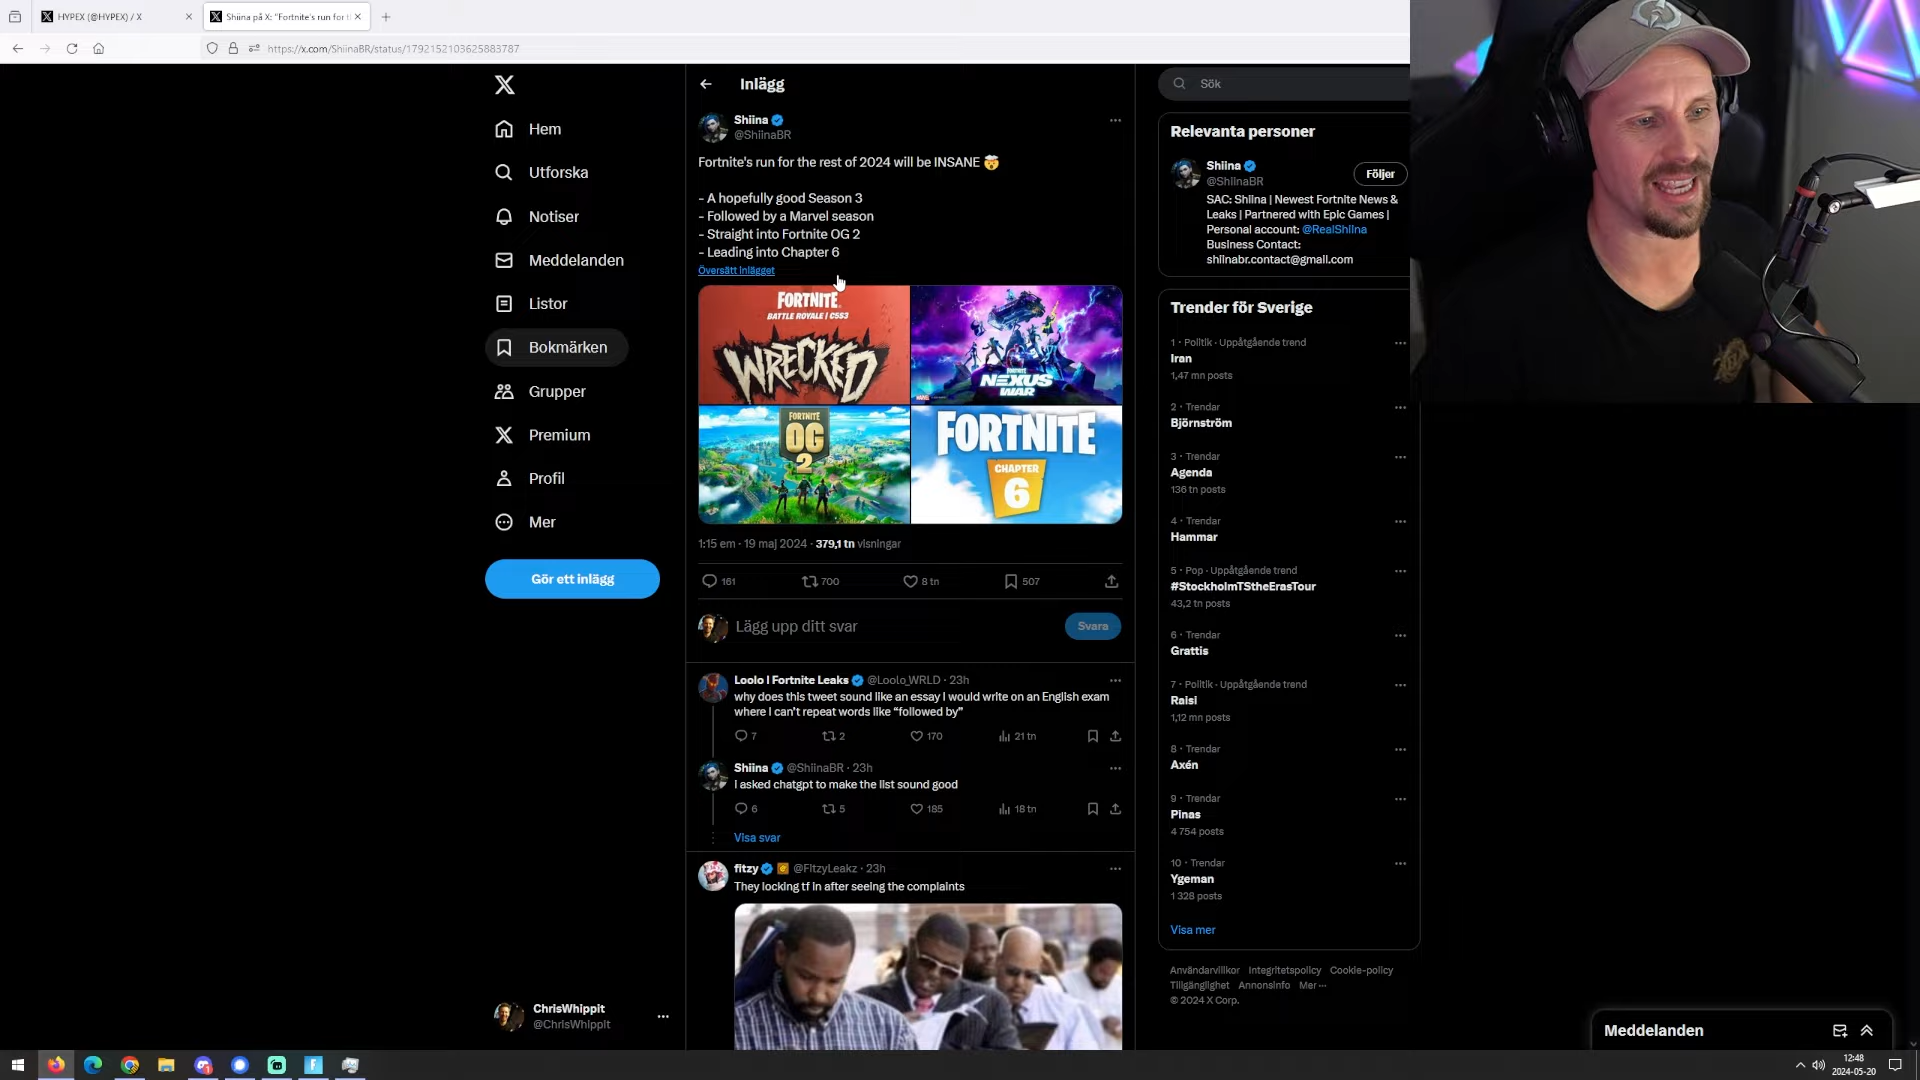 HYPEX (@HYPEX) / X
Shiina på X: "Fortnite's run for t
https://x.com/ShiinaBR/status/1792152103625883787
Hem
Utforska
Notiser
Meddelanden
Listor
Bokmärken
Grupper
Premium
Profil
Mer
Gör ett inlägg
ChrisWhippit
@ChrisWhippit
Inlägg
Shiina
@ShiinaBR
Fortnite's run for the rest of 2024 will be INSANE 🤯
- A hopefully good Season 3
- Followed by a Marvel season
- Straight into Fortnite OG 2
- Leading into Chapter 6
Översätt inlägget
FORTNITE
BATTLE ROYALE | C5S3
WRECKED
FORTNITE
NEXUS
WAR
FORTNITE
OG
2
FORTNITE
CHAPTER
6
1:15 em · 19 maj 2024 · 379,1 tn visningar
161 700 8 tn 507
Lägg upp ditt svar
Svara
Loolo I Fortnite Leaks @Loolo_WRLD · 23h
why does this tweet sound like an essay I would write on an English exam
where I can't repeat words like "followed by"
7 2 170 21 tn
Shiina @ShiinaBR · 23h
I asked chatgpt to make the list sound good
6 5 185 18 tn
Visa svar
fitzy @FitzyLeakz · 23h
They locking tf in after seeing the complaints
Sök
Relevanta personer
Shiina
@ShiinaBR
Följer
SAC: Shiina | Newest Fortnite News &
Leaks | Partnered with Epic Games |
Personal account: @RealShiina
Business Contact:
shiinabr.contact@gmail.com
Trender för Sverige
1 · Politik · Uppåtgående trend
Iran
1,47 mn posts
2 · Trendar
Björnström
3 · Trendar
Agenda
136 tn posts
4 · Trendar
Hammar
5 · Pop · Uppåtgående trend
#StockholmTStheErasTour
43,2 tn posts
6 · Trendar
Grattis
7 · Politik · Uppåtgående trend
Raisi
1,12 mn posts
8 · Trendar
Axén
9 · Trendar
Pinas
4 754 posts
10 · Trendar
Ygeman
1 328 posts
Visa mer
Användarvillkor Integritetspolicy Cookie-policy
Tillgänglighet Annonsinfo Mer ···
© 2024 X Corp.
Meddelanden
12:48
2024-05-20